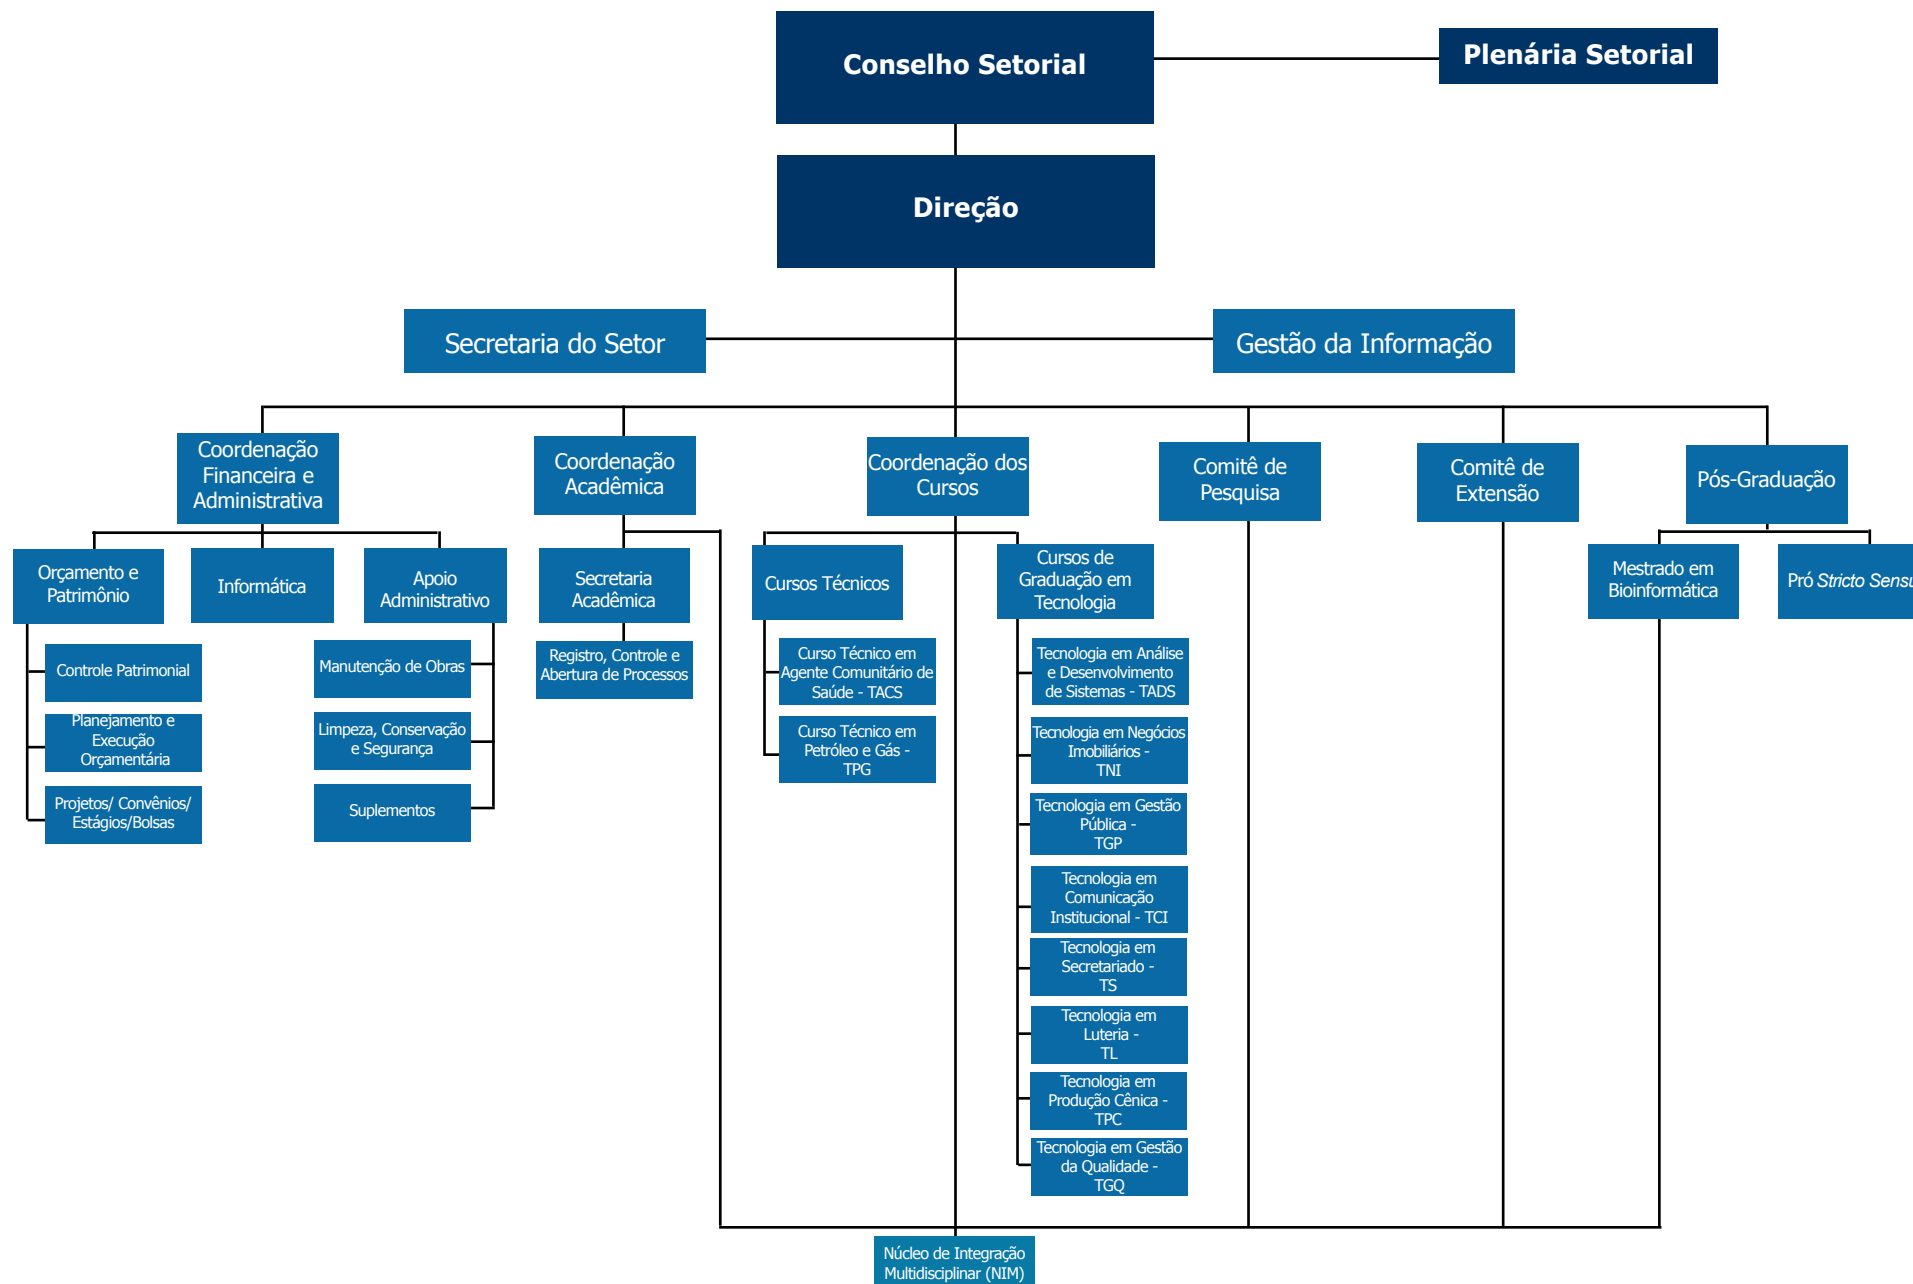 Conselho Setorial
Plenária Setorial
Direção
Secretaria do Setor
Gestão da Informação
Coordenação
Financeira e
Administrativa
Coordenação
Acadêmica
Coordenação dos
Cursos
Comitê de
Pesquisa
Comitê de
Extensão
Pós-Graduação
Orçamento e
Patrimônio
Informática
Apoio
Administrativo
Secretaria
Acadêmica
Cursos Técnicos
Cursos de
Graduação em
Tecnologia
Mestrado em
Bioinformática
Pró Stricto Sensu
Controle Patrimonial
Planejamento e
Execução
Orçamentária
Projetos/ Convênios/
Estágios/Bolsas
Manutenção de Obras
Limpeza, Conservação
e Segurança
Suplementos
Registro, Controle e
Abertura de Processos
Curso Técnico em
Agente Comunitário de
Saúde - TACS
Curso Técnico em
Petróleo e Gás -
TPG
Tecnologia em Análise
e Desenvolvimento
de Sistemas - TADS
Tecnologia em Negócios
Imobiliários -
TNI
Tecnologia em Gestão
Pública -
TGP
Tecnologia em
Comunicação
Institucional - TCI
Tecnologia em
Secretariado -
TS
Tecnologia em
Luteria -
TL
Tecnologia em
Produção Cênica -
TPC
Tecnologia em Gestão
da Qualidade -
TGQ
Núcleo de Integração
Multidisciplinar (NIM)